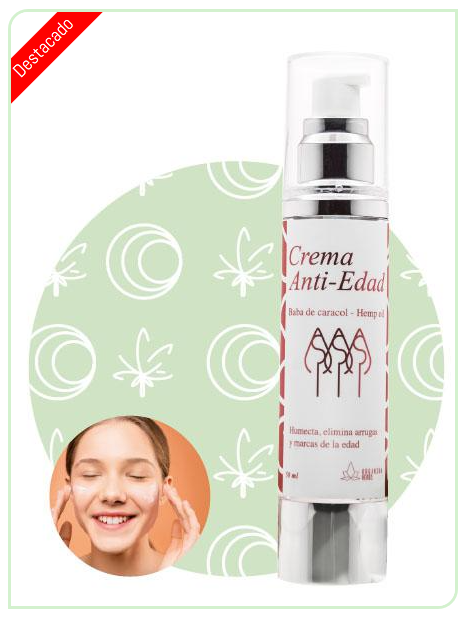 Destacado
Crema
Anti-Edad
Baba de caracol - Hemp oil
Humecta, elimina arrugas
y marcas de la edad
50 ml